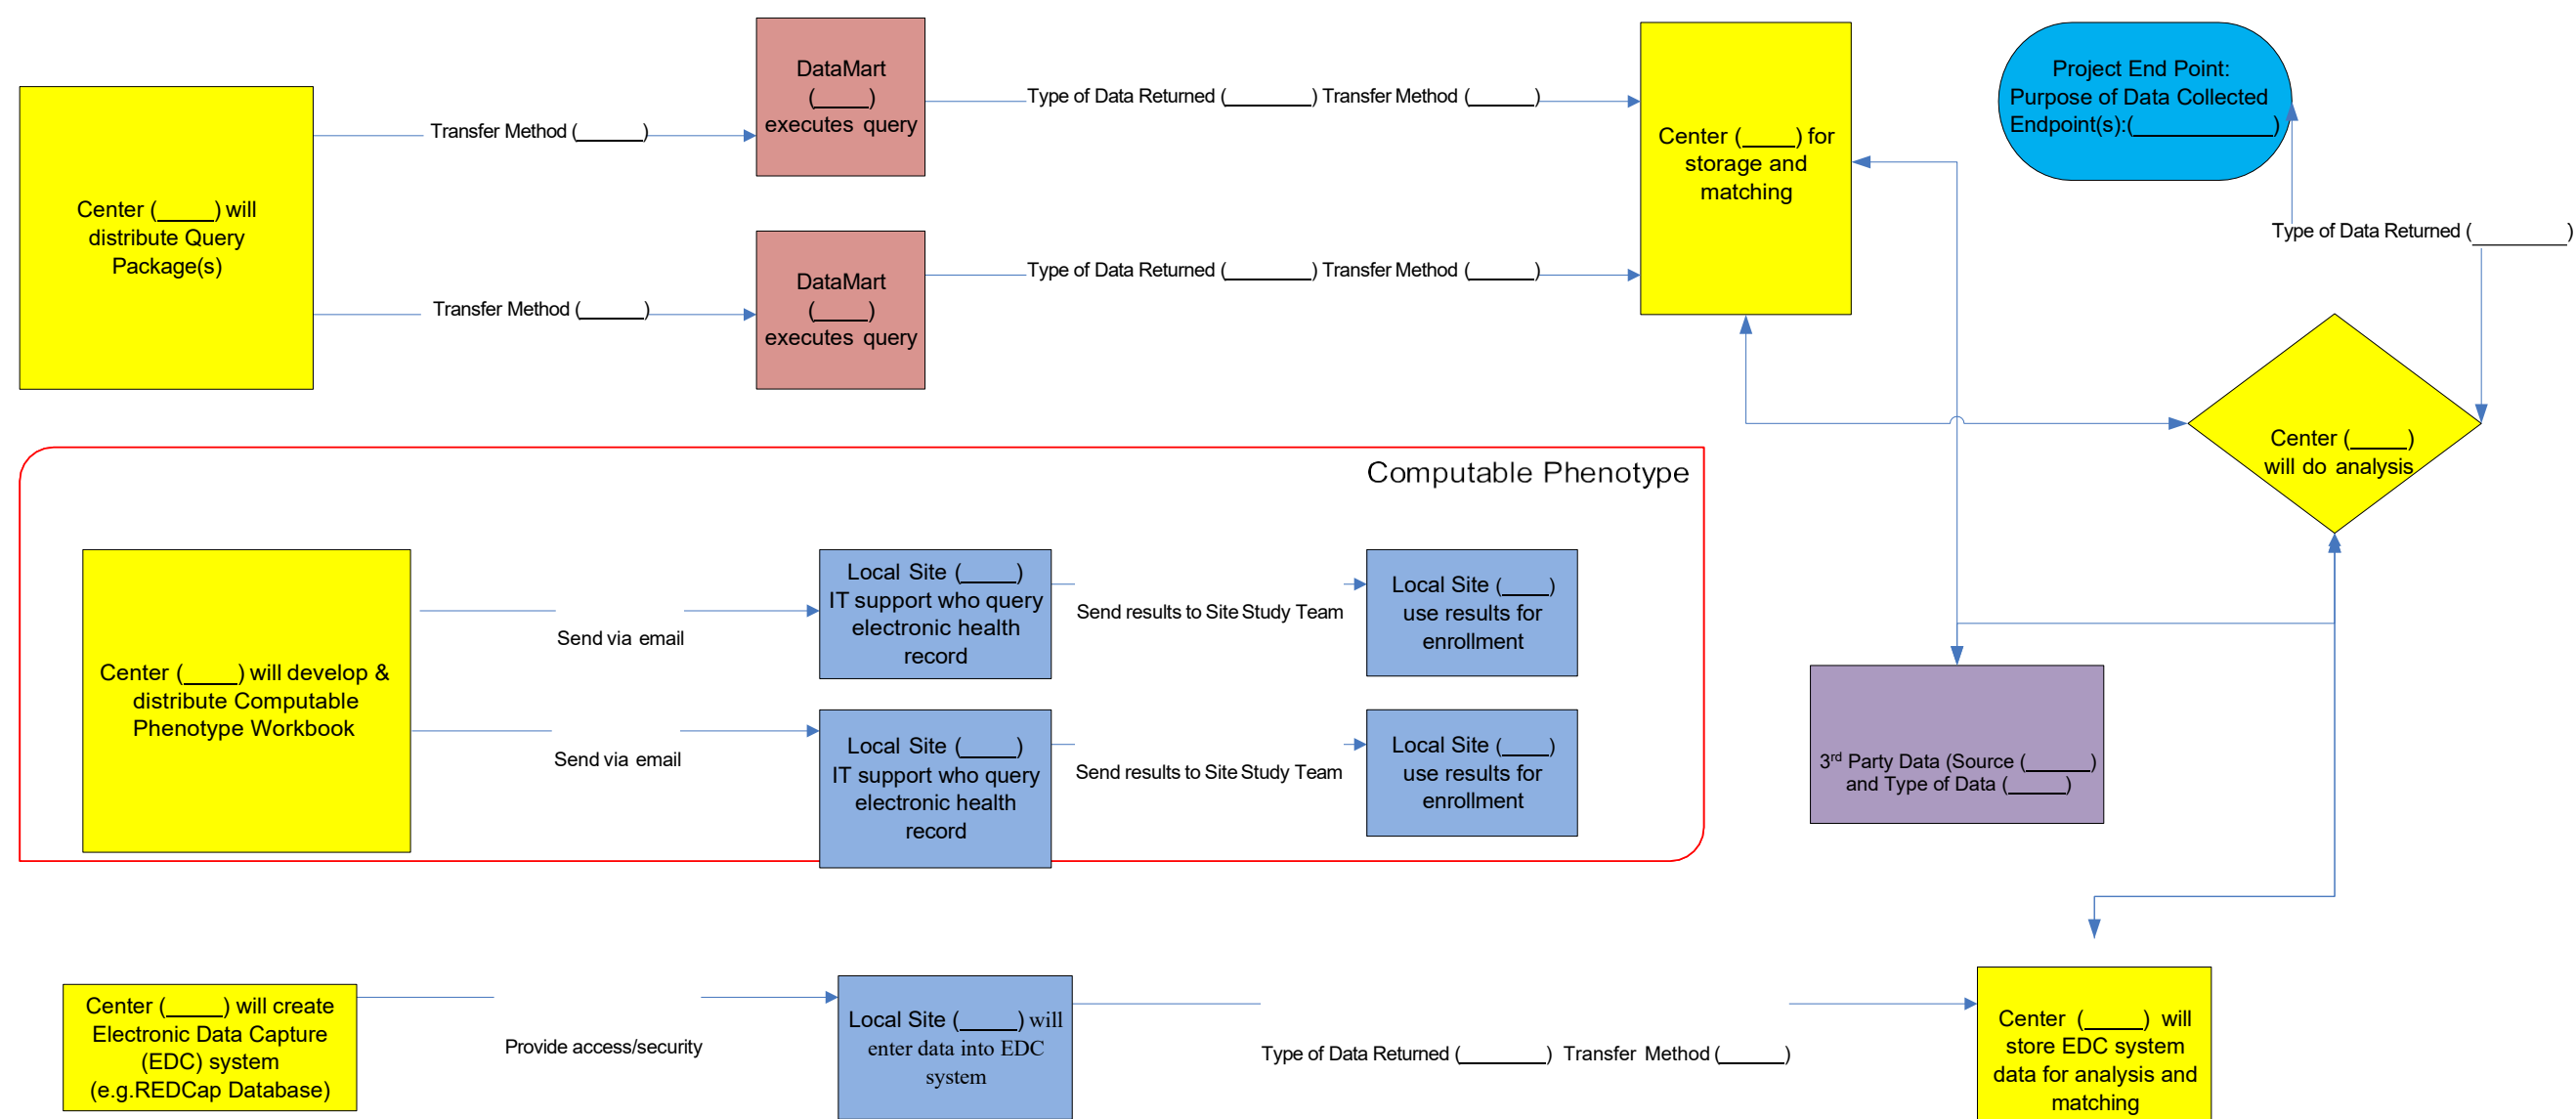 Center (_____) will
distribute Query
Package(s)
Transfer Method (______)
Transfer Method (______)
DataMart
(_____)
executes query
DataMart
(_____)
executes query
Type of Data Returned (________) Transfer Method (______)
Type of Data Returned (________) Transfer Method (______)
Center (_____) for
storage and
matching
Project End Point:
Purpose of Data Collected
Endpoint(s):(_____________)
Type of Data Returned (_________)
Center (_____)
will do analysis
Computable Phenotype
Center (_____) will develop &
distribute Computable
Phenotype Workbook
Send via email
Send via email
Local Site (_____)
IT support who query
electronic health
record
Local Site (_____)
IT support who query
electronic health
record
Send results to Site Study Team
Send results to Site Study Team
Local Site (____)
use results for
enrollment
Local Site (____)
use results for
enrollment
3rd Party Data (Source (______)
and Type of Data (______)
Center (_____) will create
Electronic Data Capture
(EDC) system
(e.g.REDCap Database)
Provide access/security
Local Site (_____) will
enter data into EDC
system
Type of Data Returned (________) Transfer Method (______)
Center (_____) will
store EDC system
data for analysis and
matching